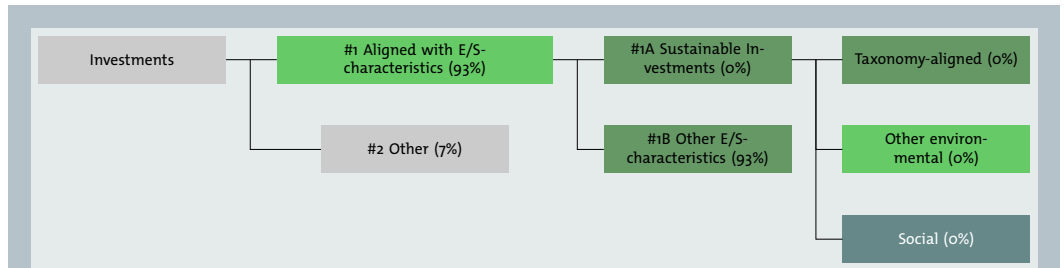 Investments
#1 Aligned with E/S-
characteristics (93%)
#1A Sustainable In-
vestments (0%)
Taxonomy-aligned (0%)
#2 Other (7%)
#1B Other E/S-
characteristics (93%)
Other environ-
mental (0%)
Social (0%)